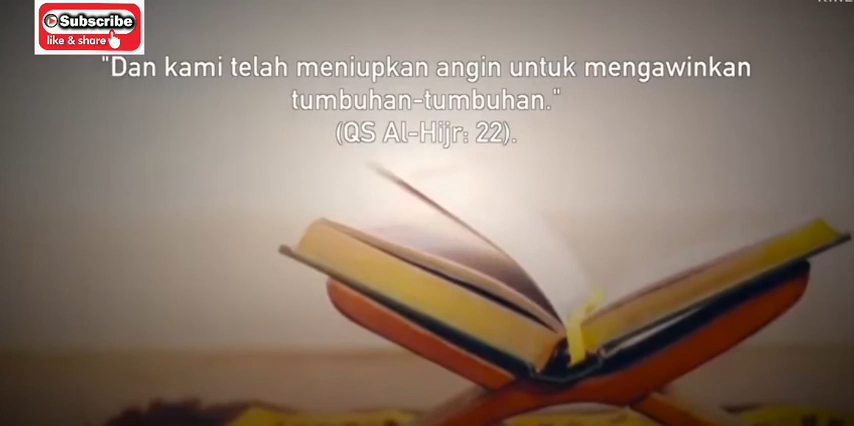 Subscribe
like & share
"Dan kami telah meniupkan angin untuk mengawinkan
tumbuhan-tumbuhan."
(QS Al-Hijr: 22).